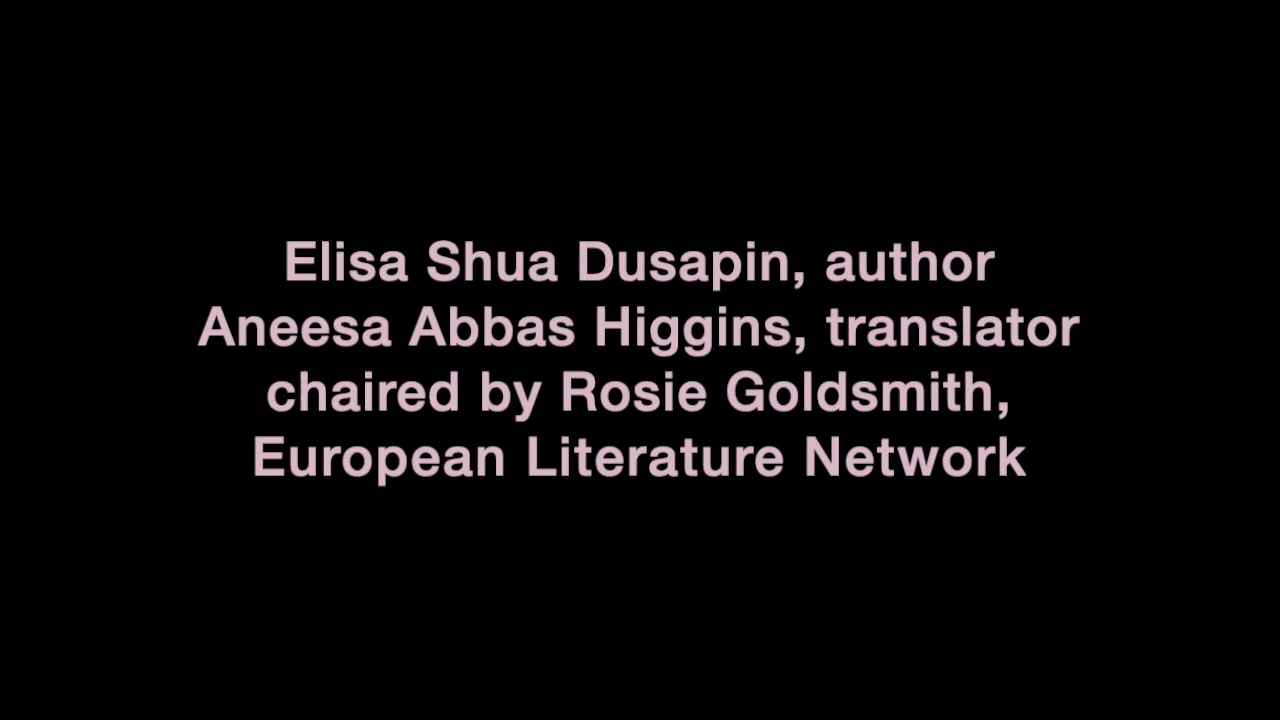 Elisa Shua Dusapin, author
Aneesa Abbas Higgins, translator
chaired by Rosie Goldsmith,
European Literature Network